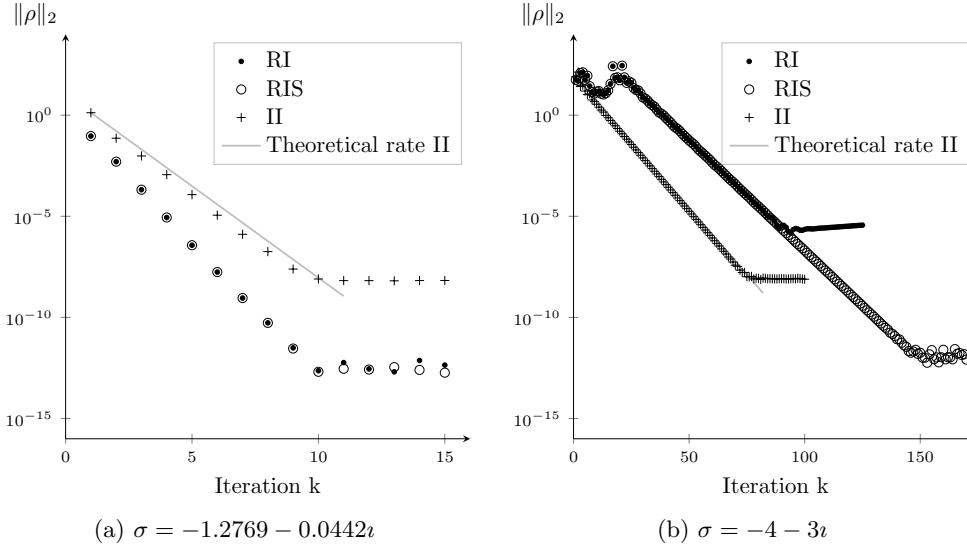 ‖ρ‖₂
10⁰
10⁻⁵
10⁻¹⁰
10⁻¹⁵
0 5 10 15
Iteration k
RI
RIS
II
Theoretical rate II
(a) σ = −1.2769 − 0.0442ı
‖ρ‖₂
10⁰
10⁻⁵
10⁻¹⁰
10⁻¹⁵
0 50 100 150
Iteration k
RI
RIS
II
Theoretical rate II
(b) σ = −4 − 3ı